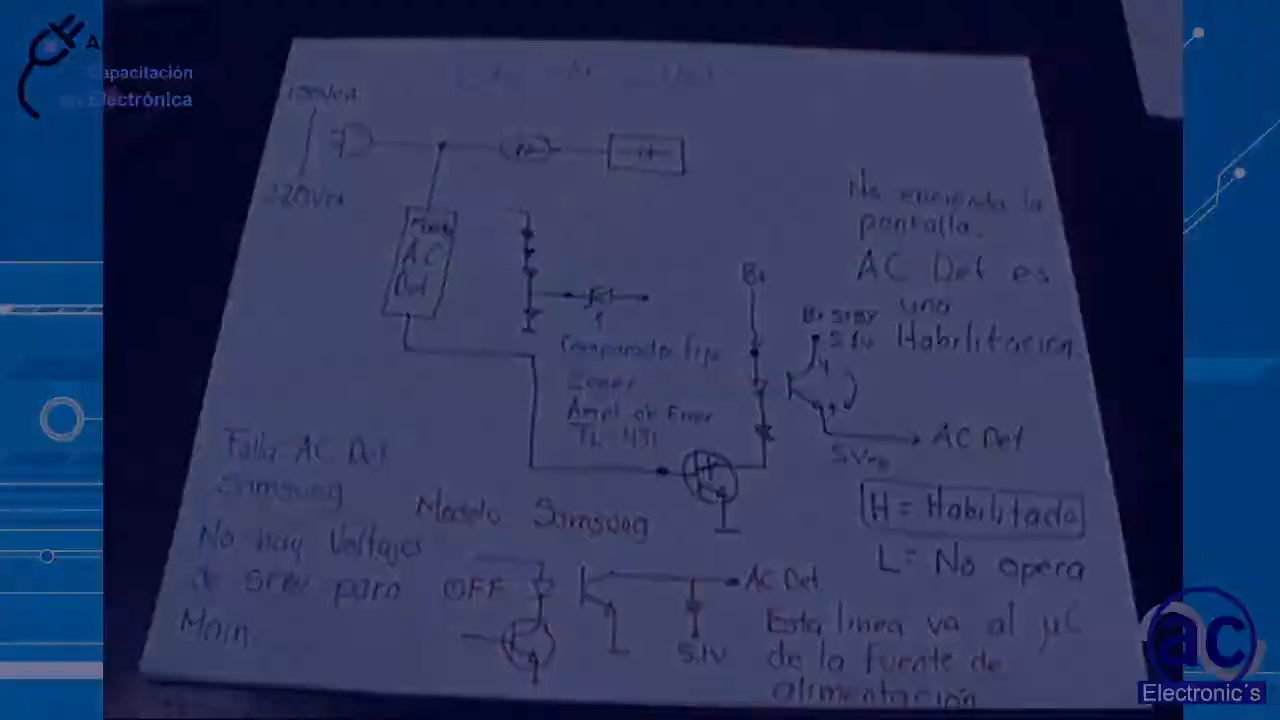 Capacitación
en Electrónica
220Vca
AC
Det
No enciende la
pantalla.
AC Det es
una
Habilitación.
B+
B+ STBY
5.1V
Comparador fijo
Zener
Ampl de Error
TL-431
AC Det
H = Habilitado
L = No opera
Falla AC Det
Samsung
No hay Voltajes
de STBY para
Main
Modelo Samsung
OFF
AC Det
5.1V
Esta linea va al µC
de la fuente de
alimentación
ac
Electronic´s